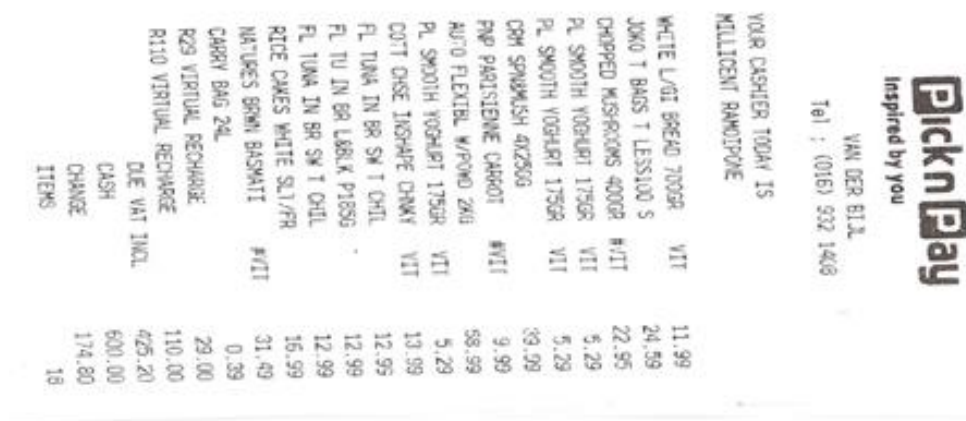 Pick n Pay
Inspired by you
VAN DER BIJL
Tel : (016) 932 1408
YOUR CASHIER TODAY IS
MILLICENT RAMOIPONE
WHITE L/GI BREAD 700GR VIT 11.99
JOKO T BAGS T LESS100 S 24.59
CHOPPED MUSHROOMS 400GR #VIT 22.95
PL SMOOTH YOGHURT 175GR VIT 5.29
PL SMOOTH YOGHURT 175GR VIT 5.29
CRM SPN&MUSH 4X250G 39.99
PNP PARISIENNE CARROT #VIT 9.99
AUTO FLEXIBL W/POWD 2KG 58.99
PL SMOOTH YOGHURT 175GR VIT 5.29
COTT CHSE INSHAPE CHNKY VIT 13.99
FL TUNA IN BR SW T CHIL 12.99
FL TU IN BR L&BLK P185G 12.99
FL TUNA IN BR SW T CHIL 12.99
RICE CAKES WHITE SLT/FR 16.99
NATURES BRWN BASMATI #VIT 31.49
CARRY BAG 24L 0.39
R29 VIRTUAL RECHARGE 29.00
R110 VIRTUAL RECHARGE 110.00
DUE VAT INCL 425.20
CASH 600.00
CHANGE 174.80
ITEMS 18